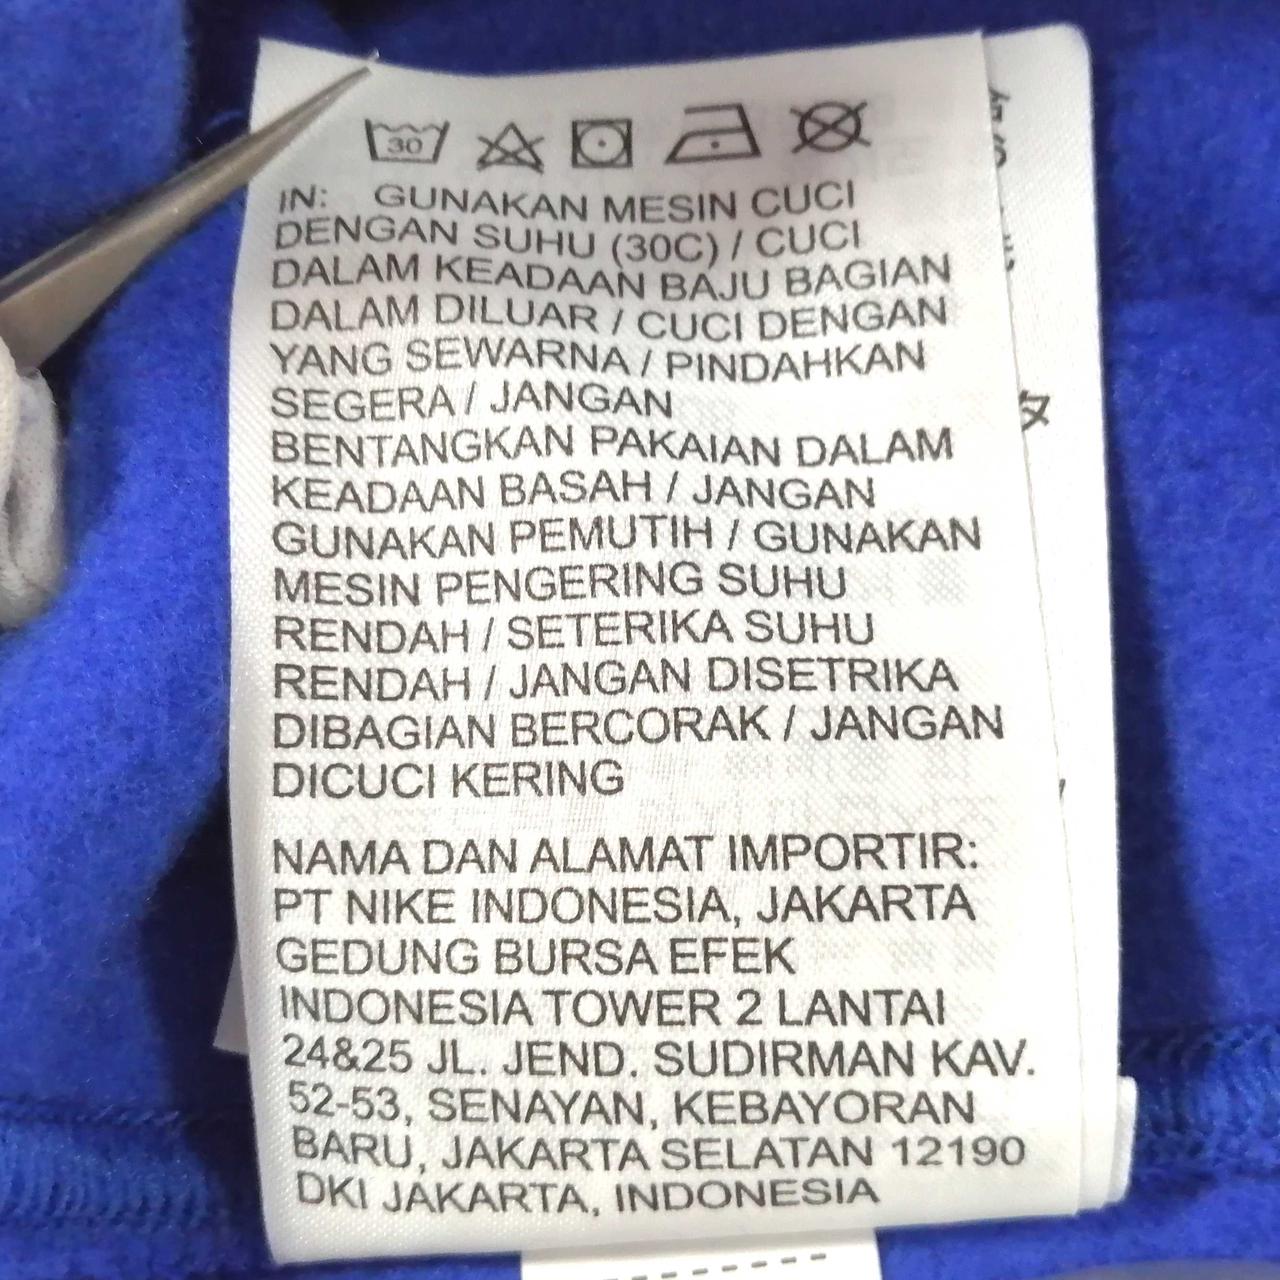 30
IN: GUNAKAN MESIN CUCI
DENGAN SUHU (30C) / CUCI
DALAM KEADAAN BAJU BAGIAN
DALAM DILUAR / CUCI DENGAN
YANG SEWARNA / PINDAHKAN
SEGERA / JANGAN
BENTANGKAN PAKAIAN DALAM
KEADAAN BASAH / JANGAN
GUNAKAN PEMUTIH / GUNAKAN
MESIN PENGERING SUHU
RENDAH / SETERIKA SUHU
RENDAH / JANGAN DISETRIKA
DIBAGIAN BERCORAK / JANGAN
DICUCI KERING
NAMA DAN ALAMAT IMPORTIR:
PT NIKE INDONESIA, JAKARTA
GEDUNG BURSA EFEK
INDONESIA TOWER 2 LANTAI
24&25 JL. JEND. SUDIRMAN KAV.
52-53, SENAYAN, KEBAYORAN
BARU, JAKARTA SELATAN 12190
DKI JAKARTA, INDONESIA